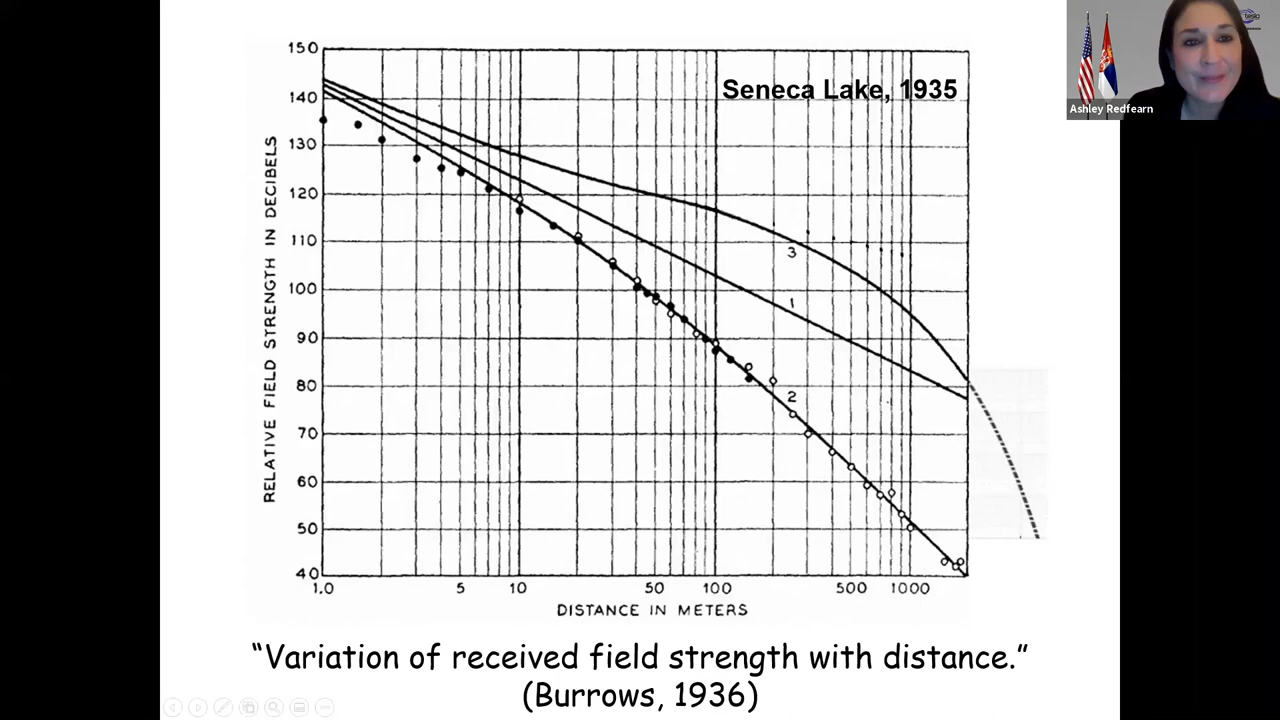 Seneca Lake, 1935
Ashley Redfearn
tesla
RELATIVE FIELD STRENGTH IN DECIBELS
150
140
130
120
110
100
90
80
70
60
50
40
3
1
2
1.0 5 10 50 100 500 1000
DISTANCE IN METERS
“Variation of received field strength with distance.”
(Burrows, 1936)